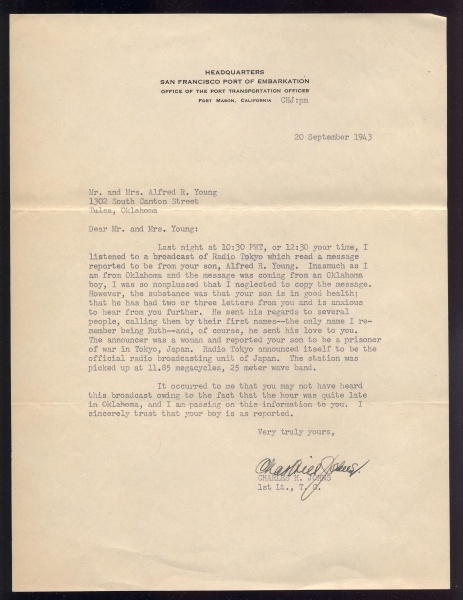 HEADQUARTERS
SAN FRANCISCO PORT OF EMBARKATION
OFFICE OF THE PORT TRANSPORTATION OFFICER
FORT MASON, CALIFORNIA CHJ:pm
20 September 1943
Mr. and Mrs. Alfred R. Young
1302 South Canton Street
Tulsa, Oklahoma
Dear Mr. and Mrs. Young:
Last night at 10:30 PWT, or 12:30 your time, I
listened to a broadcast of Radio Tokyo which read a message
reported to be from your son, Alfred R. Young. Inasmuch as I
am from Oklahoma and the message was coming from an Oklahoma
boy, I was so nonplussed that I neglected to copy the message.
However, the substance was that your son is in good health;
that he has had two or three letters from you and is anxious
to hear from you further. He sent his regards to several
people, calling them by their first names--the only name I re-
member being Ruth--and, of course, he sent his love to you.
The announcer was a woman and reported your son to be a prisoner
of war in Tokyo, Japan. Radio Tokyo announced itself to be the
official radio broadcasting unit of Japan. The station was
picked up at 11.85 megacycles, 25 meter wave band.
It occurred to me that you may not have heard
this broadcast owing to the fact that the hour was quite late
in Oklahoma, and I am passing on this information to you. I
sincerely trust that your boy is as reported.
Very truly yours,
Charlie H Johns
CHARLES H. JOHNS
1st Lt., T. C.